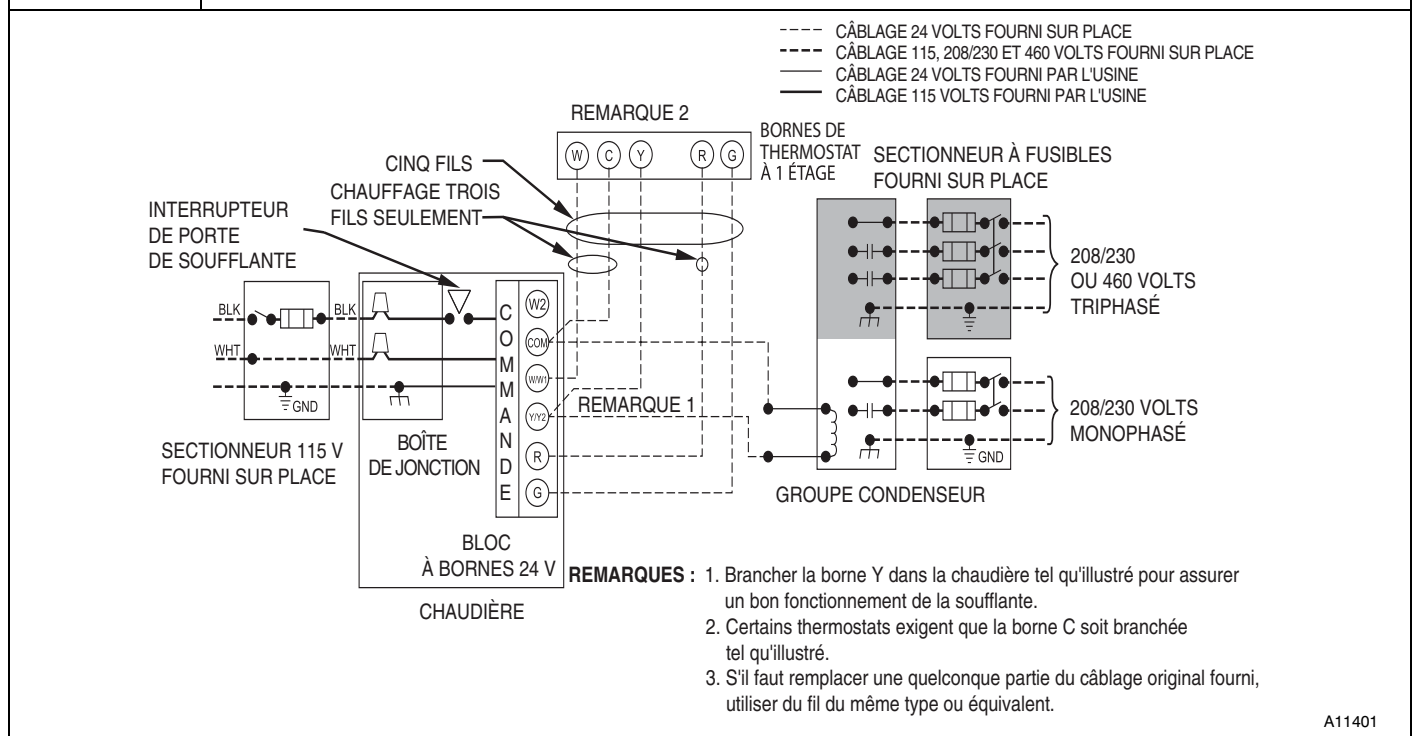 CÂBLAGE 24 VOLTS FOURNI SUR PLACE
CÂBLAGE 115, 208/230 ET 460 VOLTS FOURNI SUR PLACE
CÂBLAGE 24 VOLTS FOURNI PAR L'USINE
CÂBLAGE 115 VOLTS FOURNI PAR L'USINE
REMARQUE 2
BORNES DE
THERMOSTAT
À 1 ÉTAGE
W C Y R G
CINQ FILS
CHAUFFAGE TROIS
FILS SEULEMENT
SECTIONNEUR À FUSIBLES
FOURNI SUR PLACE
INTERRUPTEUR
DE PORTE
DE SOUFFLANTE
208/230
OU 460 VOLTS
TRIPHASÉ
BLK
BLK
WHT
WHT
GND
COMMANDE
W2
COM
W/W1
Y/Y2
R
G
REMARQUE 1
208/230 VOLTS
MONOPHASÉ
GND
SECTIONNEUR 115 V
FOURNI SUR PLACE
BOÎTE
DE JONCTION
GROUPE CONDENSEUR
BLOC
À BORNES 24 V
CHAUDIÈRE
REMARQUES : 1. Brancher la borne Y dans la chaudière tel qu'illustré pour assurer
un bon fonctionnement de la soufflante.
2. Certains thermostats exigent que la borne C soit branchée
tel qu'illustré.
3. S'il faut remplacer une quelconque partie du câblage original fourni,
utiliser du fil du même type ou équivalent.
A11401